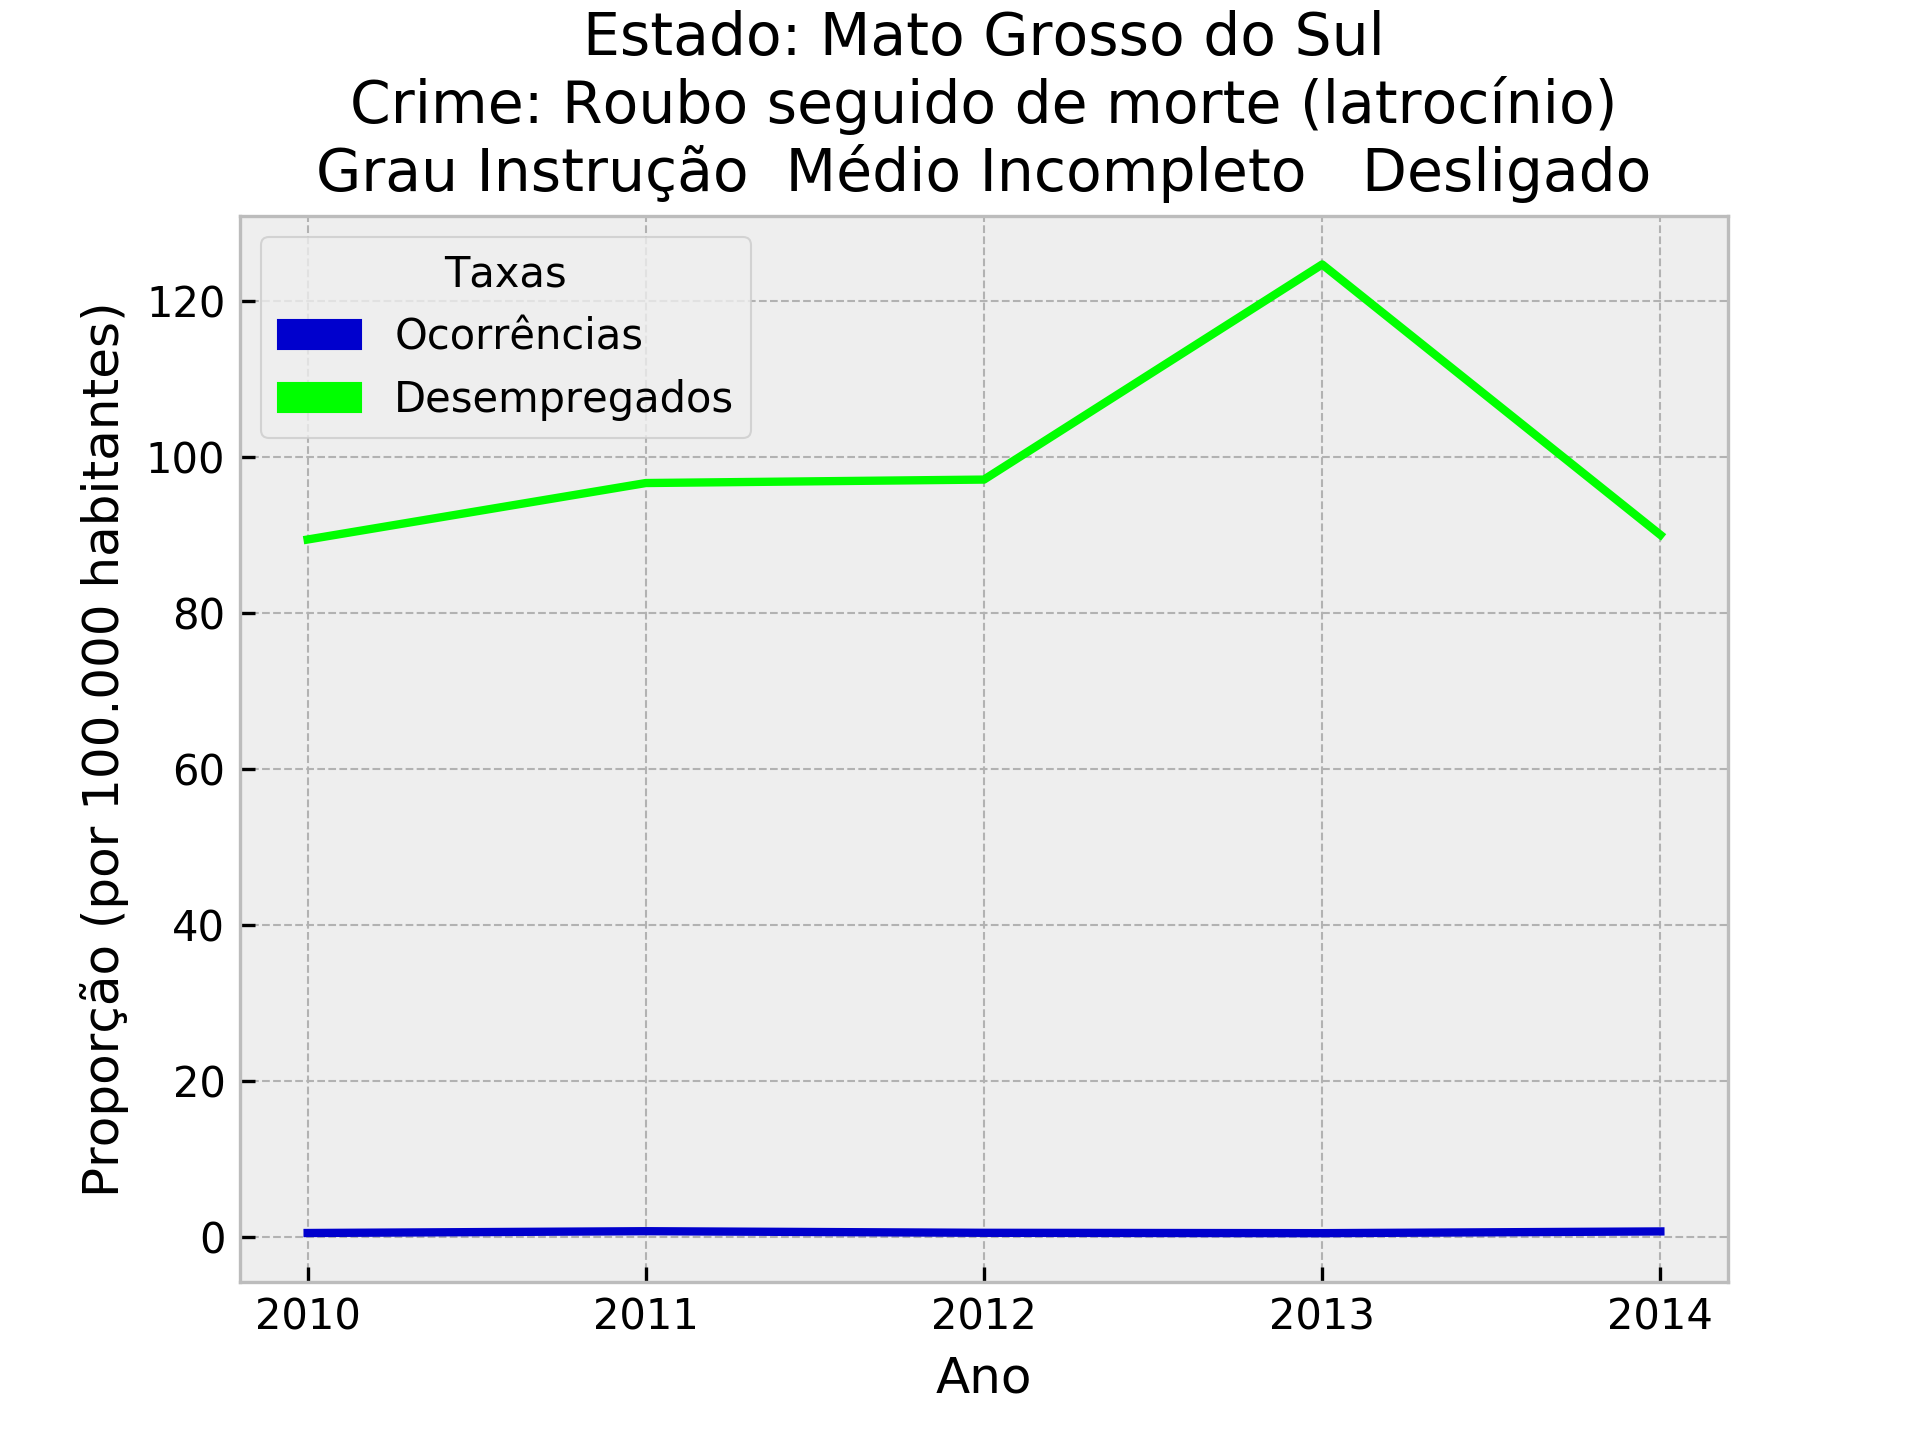 Estado: Mato Grosso do Sul
Crime: Roubo seguido de morte (latrocínio)
Grau Instrução  Médio Incompleto   Desligado
Taxas
Ocorrências
Desempregados
Proporção (por 100.000 habitantes)
120
100
80
60
40
20
0
2010 2011 2012 2013 2014
Ano